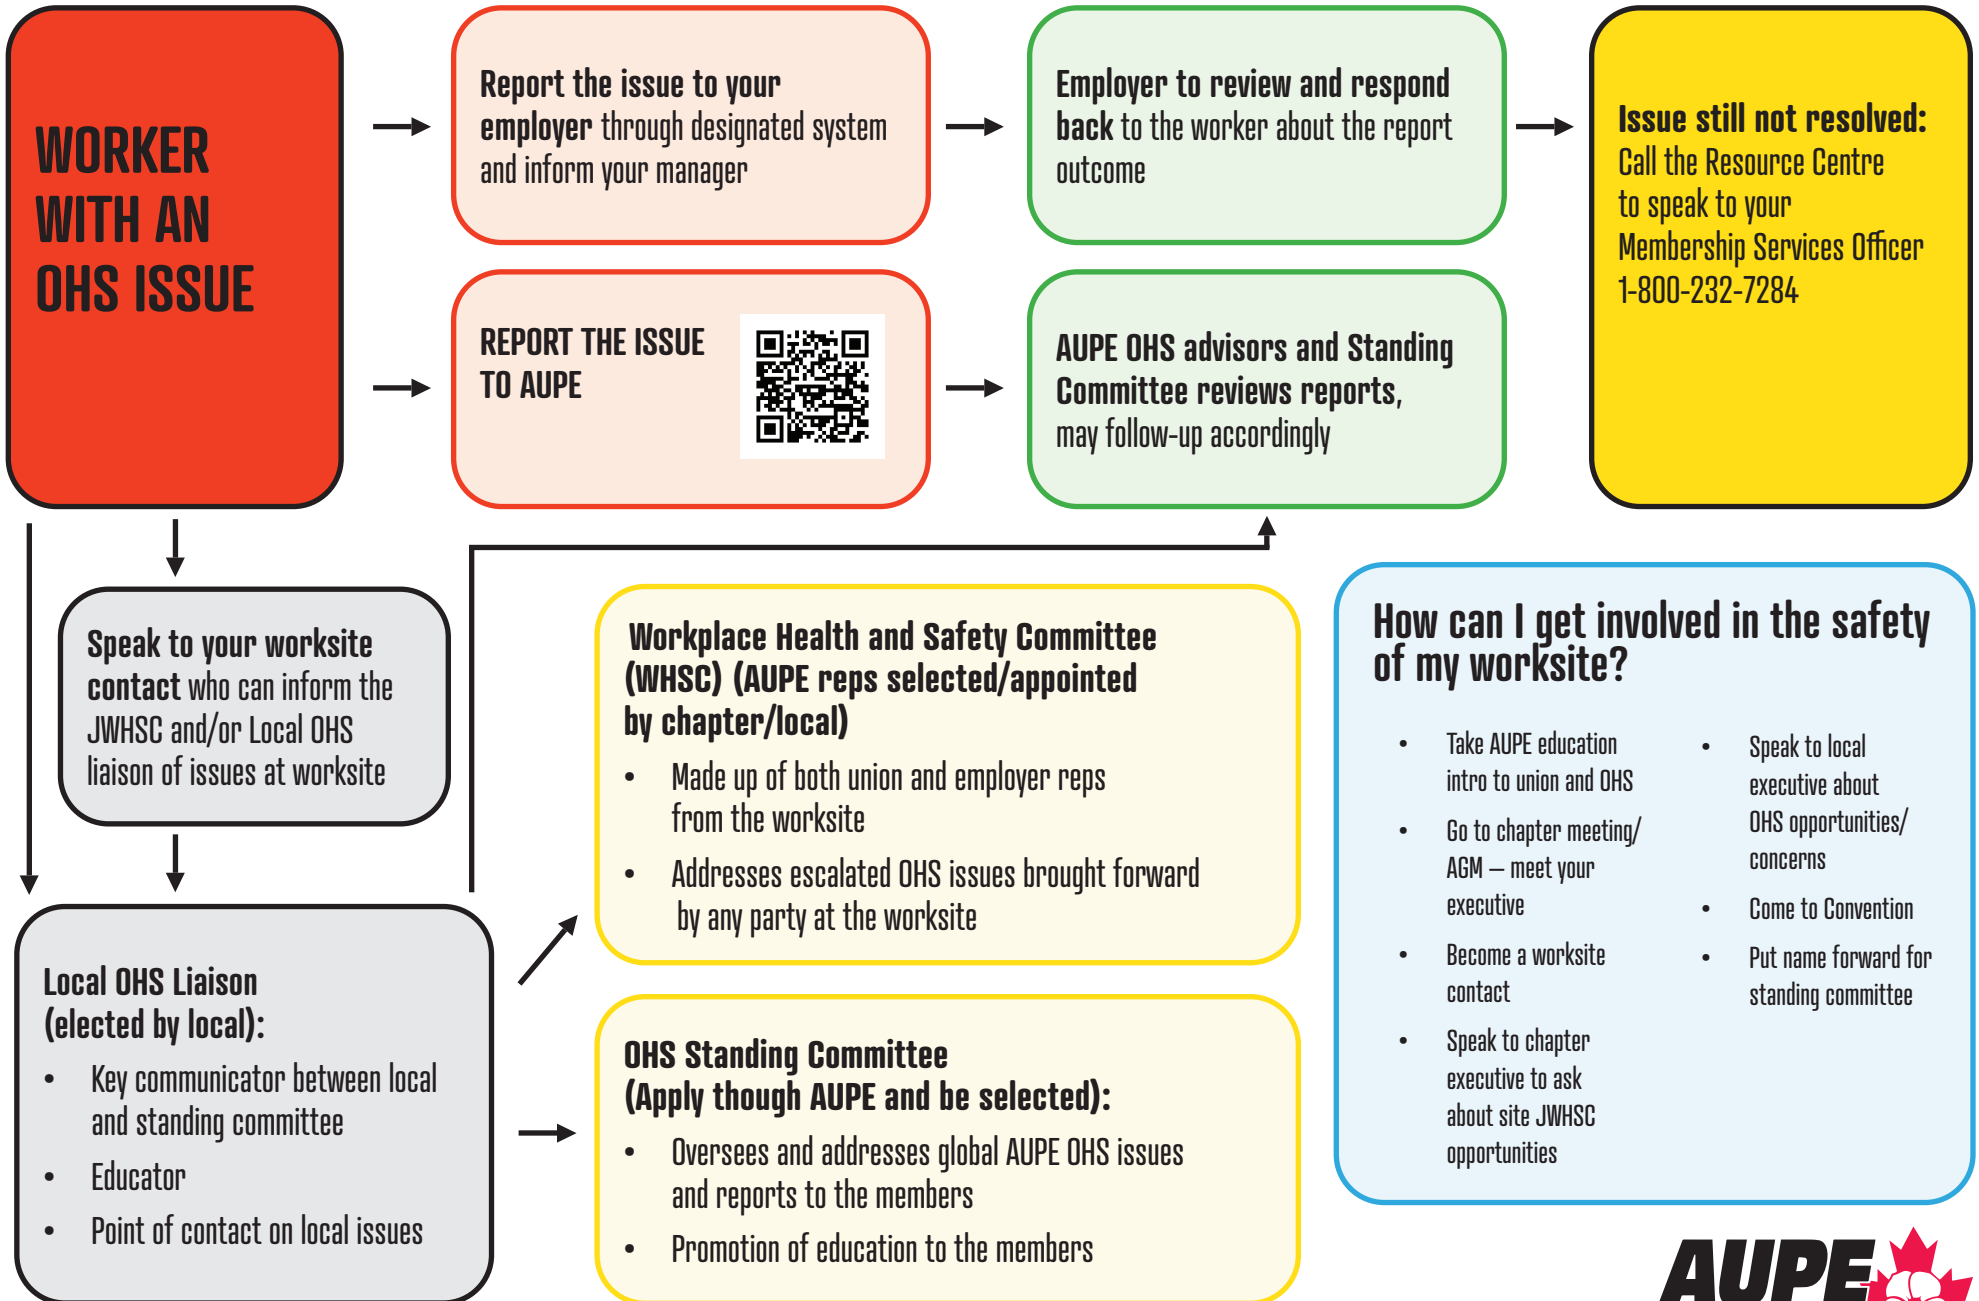 WORKER
WITH AN
OHS ISSUE
Report the issue to your
employer through designated system
and inform your manager
Employer to review and respond
back to the worker about the report
outcome
Issue still not resolved:
Call the Resource Centre
to speak to your
Membership Services Officer
1-800-232-7284
REPORT THE ISSUE
TO AUPE
AUPE OHS advisors and Standing
Committee reviews reports,
may follow-up accordingly
Speak to your worksite
contact who can inform the
JWHSC and/or Local OHS
liaison of issues at worksite
Local OHS Liaison
(elected by local):
• Key communicator between local
and standing committee
• Educator
• Point of contact on local issues
Workplace Health and Safety Committee
(WHSC) (AUPE reps selected/appointed
by chapter/local)
• Made up of both union and employer reps
from the worksite
• Addresses escalated OHS issues brought forward
by any party at the worksite
OHS Standing Committee
(Apply though AUPE and be selected):
• Oversees and addresses global AUPE OHS issues
and reports to the members
• Promotion of education to the members
How can I get involved in the safety
of my worksite?
• Take AUPE education
intro to union and OHS
• Go to chapter meeting/
AGM – meet your
executive
• Become a worksite
contact
• Speak to chapter
executive to ask
about site JWHSC
opportunities
• Speak to local
executive about
OHS opportunities/
concerns
• Come to Convention
• Put name forward for
standing committee
AUPE